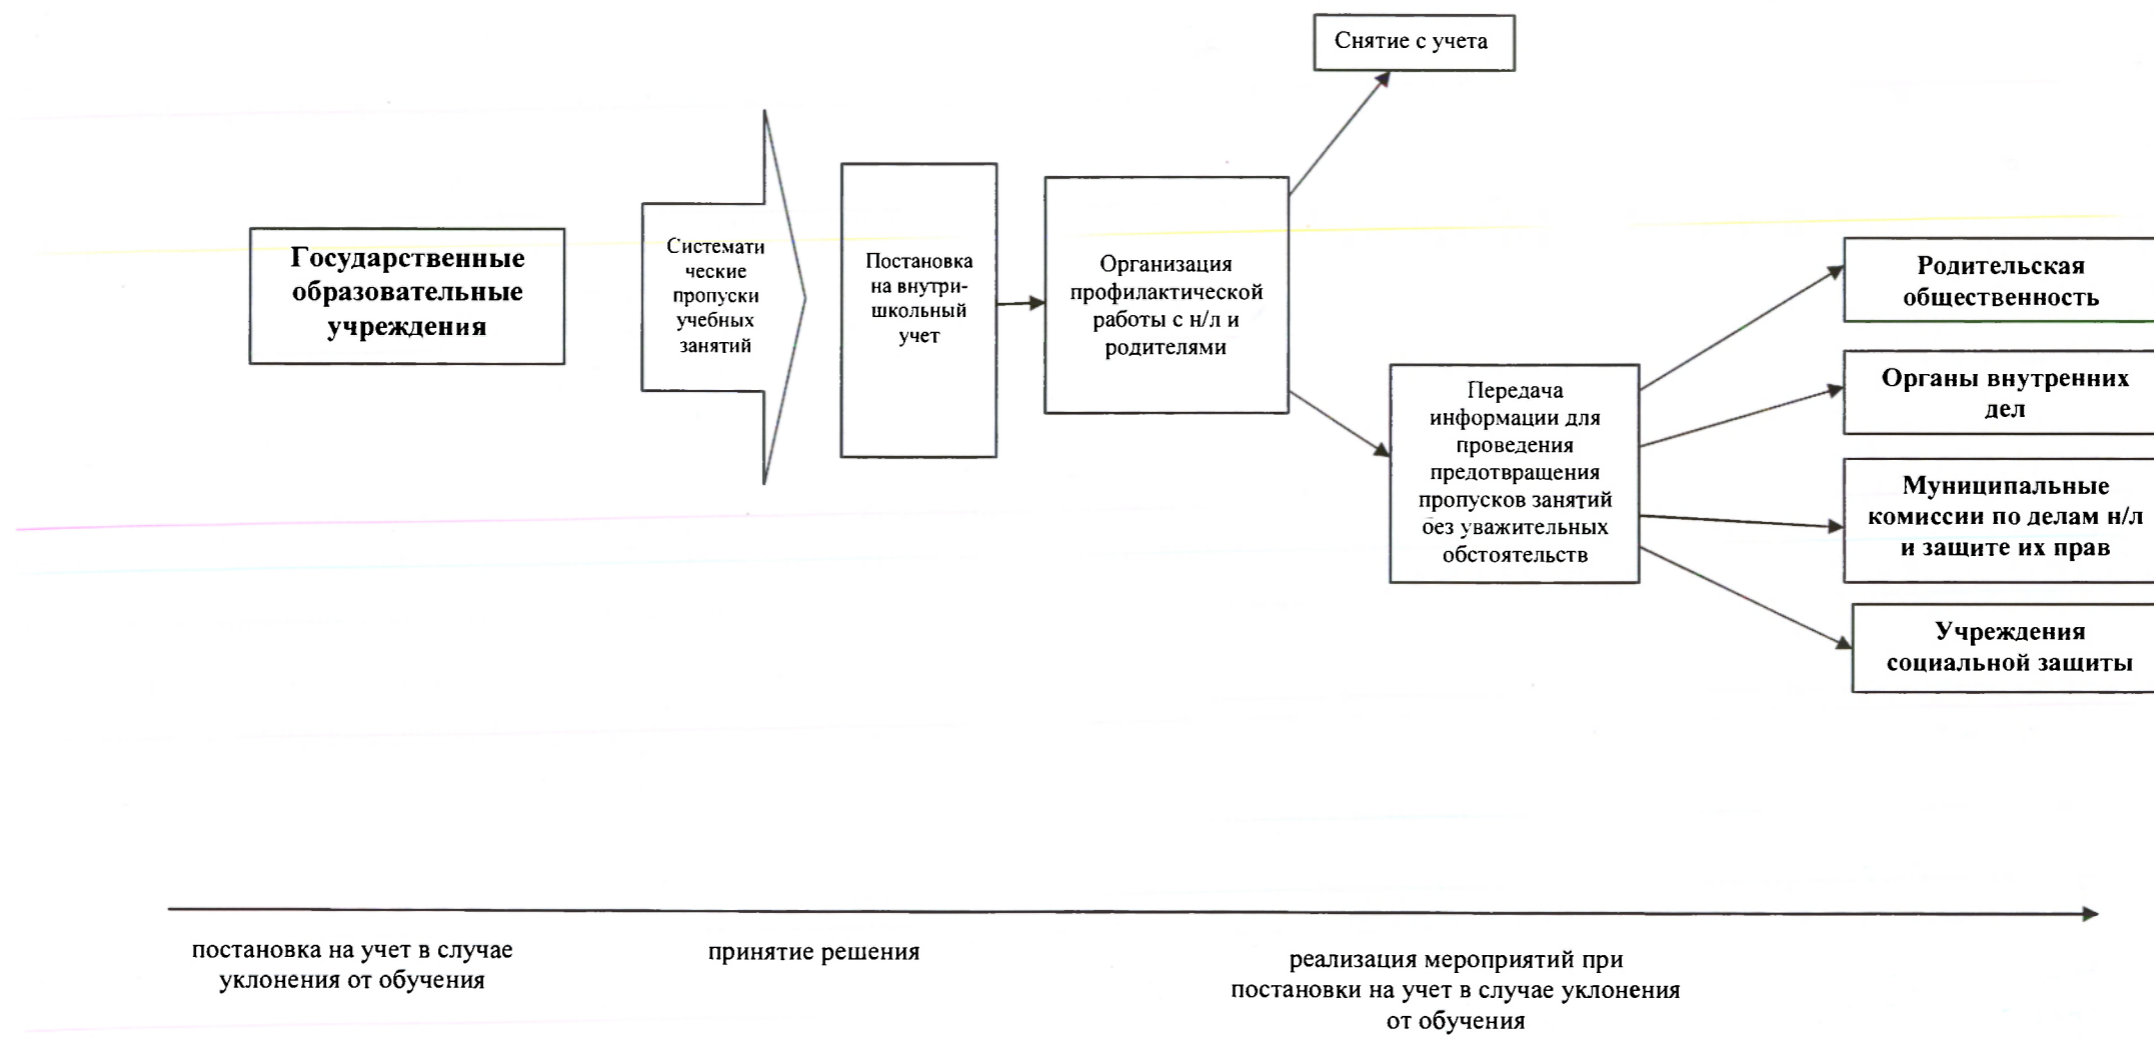 Снятие с учета
Государственные
образовательные
учреждения
Системати
ческие
пропуски
учебных
занятий
Постановка
на внутри-
школьный
учет
Организация
профилактической
работы с н/л и
родителями
Передача
информации для
проведения
предотвращения
пропусков занятий
без уважительных
обстоятельств
Родительская
общественность
Органы внутренних
дел
Муниципальные
комиссии по делам н/л
и защите их прав
Учреждения
социальной защиты
постановка на учет в случае
уклонения от обучения
принятие решения
реализация мероприятий при
постановки на учет в случае уклонения
от обучения